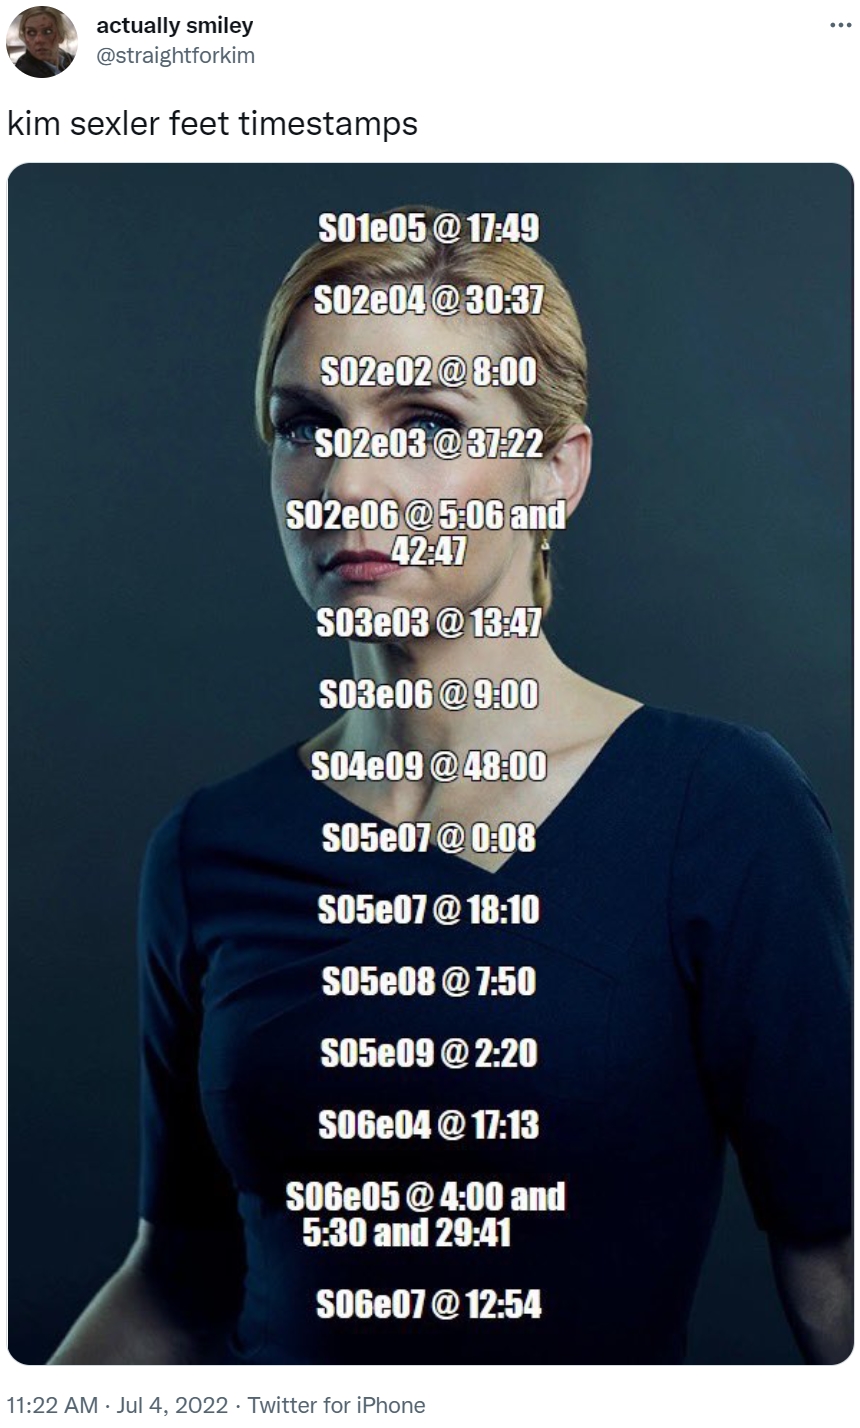 actually smiley
@straightforkim
kim sexler feet timestamps
S01e05 @ 17:49
S02e04 @ 30:37
S02e02 @ 8:00
S02e03 @ 37:22
S02e06 @ 5:06 and
42:47
S03e03 @ 13:47
S03e06 @ 9:00
S04e09 @ 48:00
S05e07 @ 0:08
S05e07 @ 18:10
S05e08 @ 7:50
S05e09 @ 2:20
S06e04 @ 17:13
S06e05 @ 4:00 and
5:30 and 29:41
S06e07 @ 12:54
11:22 AM · Jul 4, 2022 · Twitter for iPhone